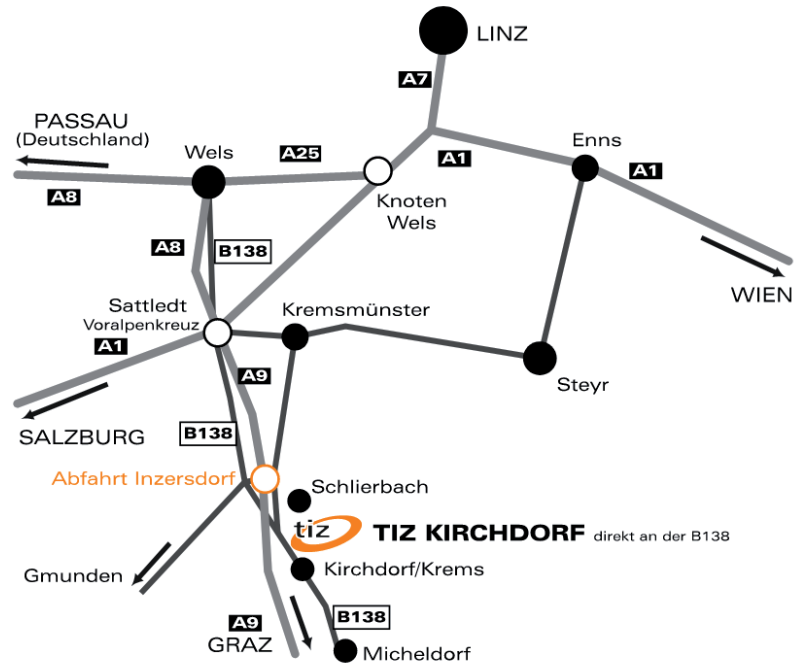 LINZ
A7
PASSAU
(Deutschland)
Wels
A25
Enns
A1
A1
A8
Knoten
Wels
A8
B138
WIEN
Sattledt
Voralpenkreuz
Kremsmünster
A1
A9
Steyr
SALZBURG
B138
Abfahrt Inzersdorf
Schlierbach
tiz
TIZ KIRCHDORF direkt an der B138
Gmunden
Kirchdorf/Krems
A9
GRAZ
B138
Micheldorf